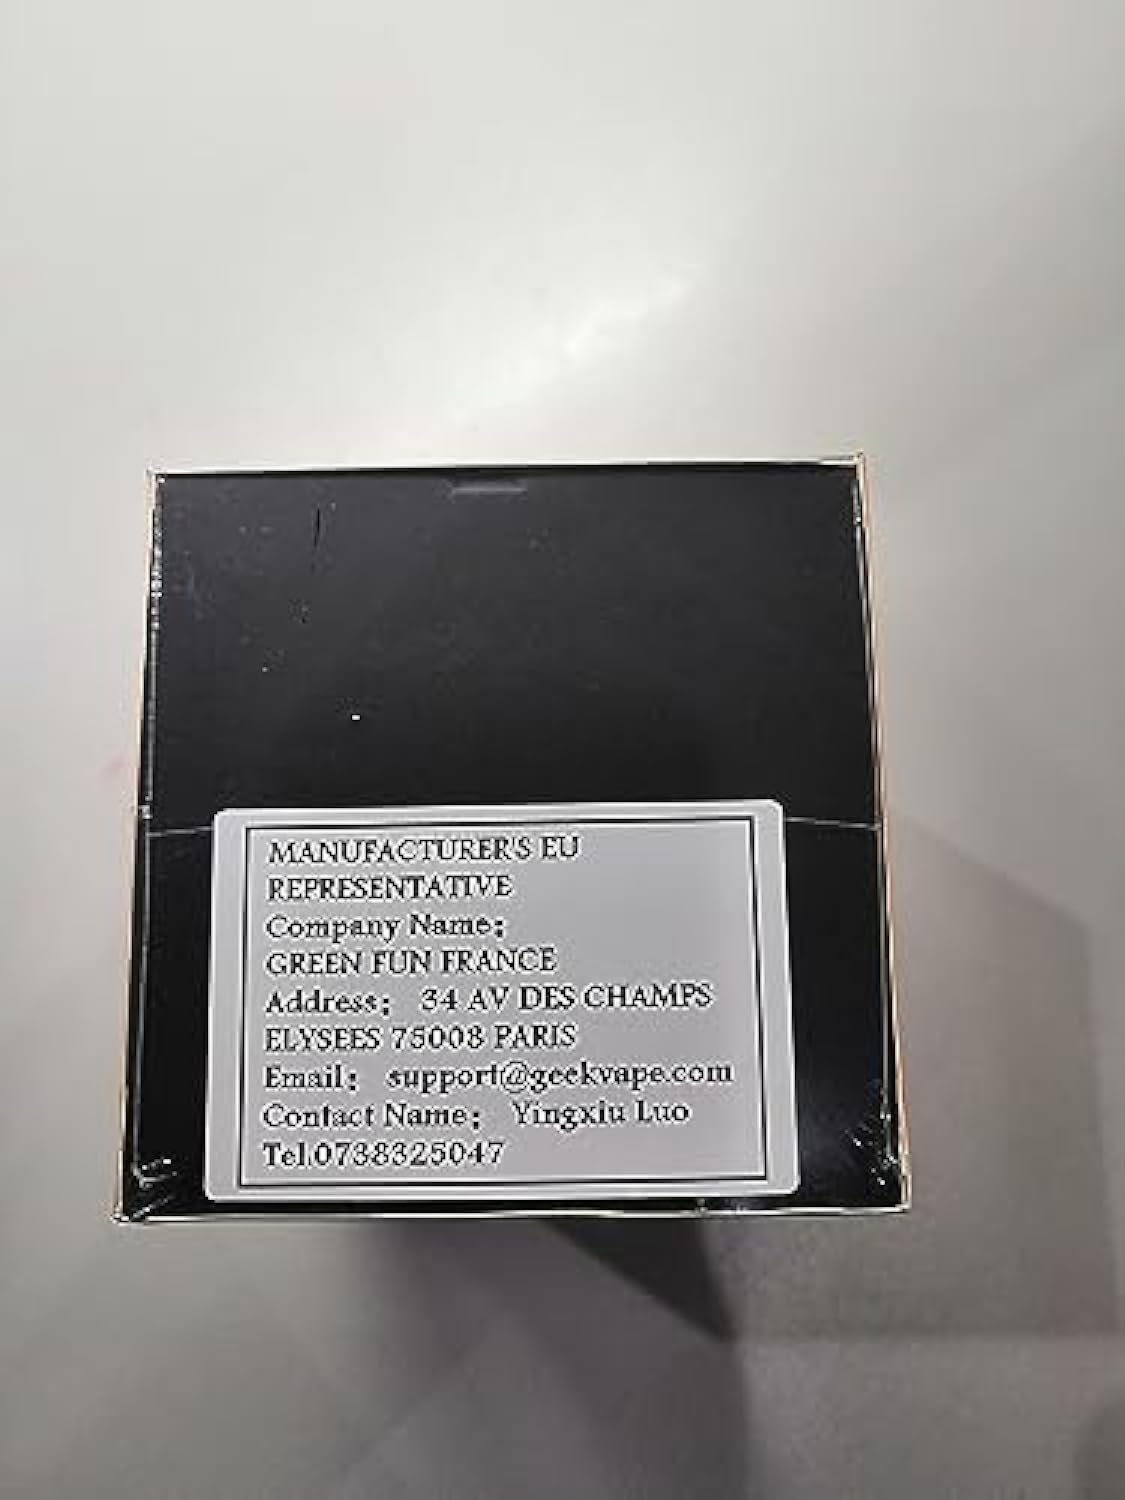 MANUFACTURER'S EU
REPRESENTATIVE
Company Name：
GREEN FUN FRANCE
Address： 34 AV DES CHAMPS
ELYSEES 75008 PARIS
Email： support@geekvape.com
Contact Name： Yingxiu Luo
Tel:0738325047